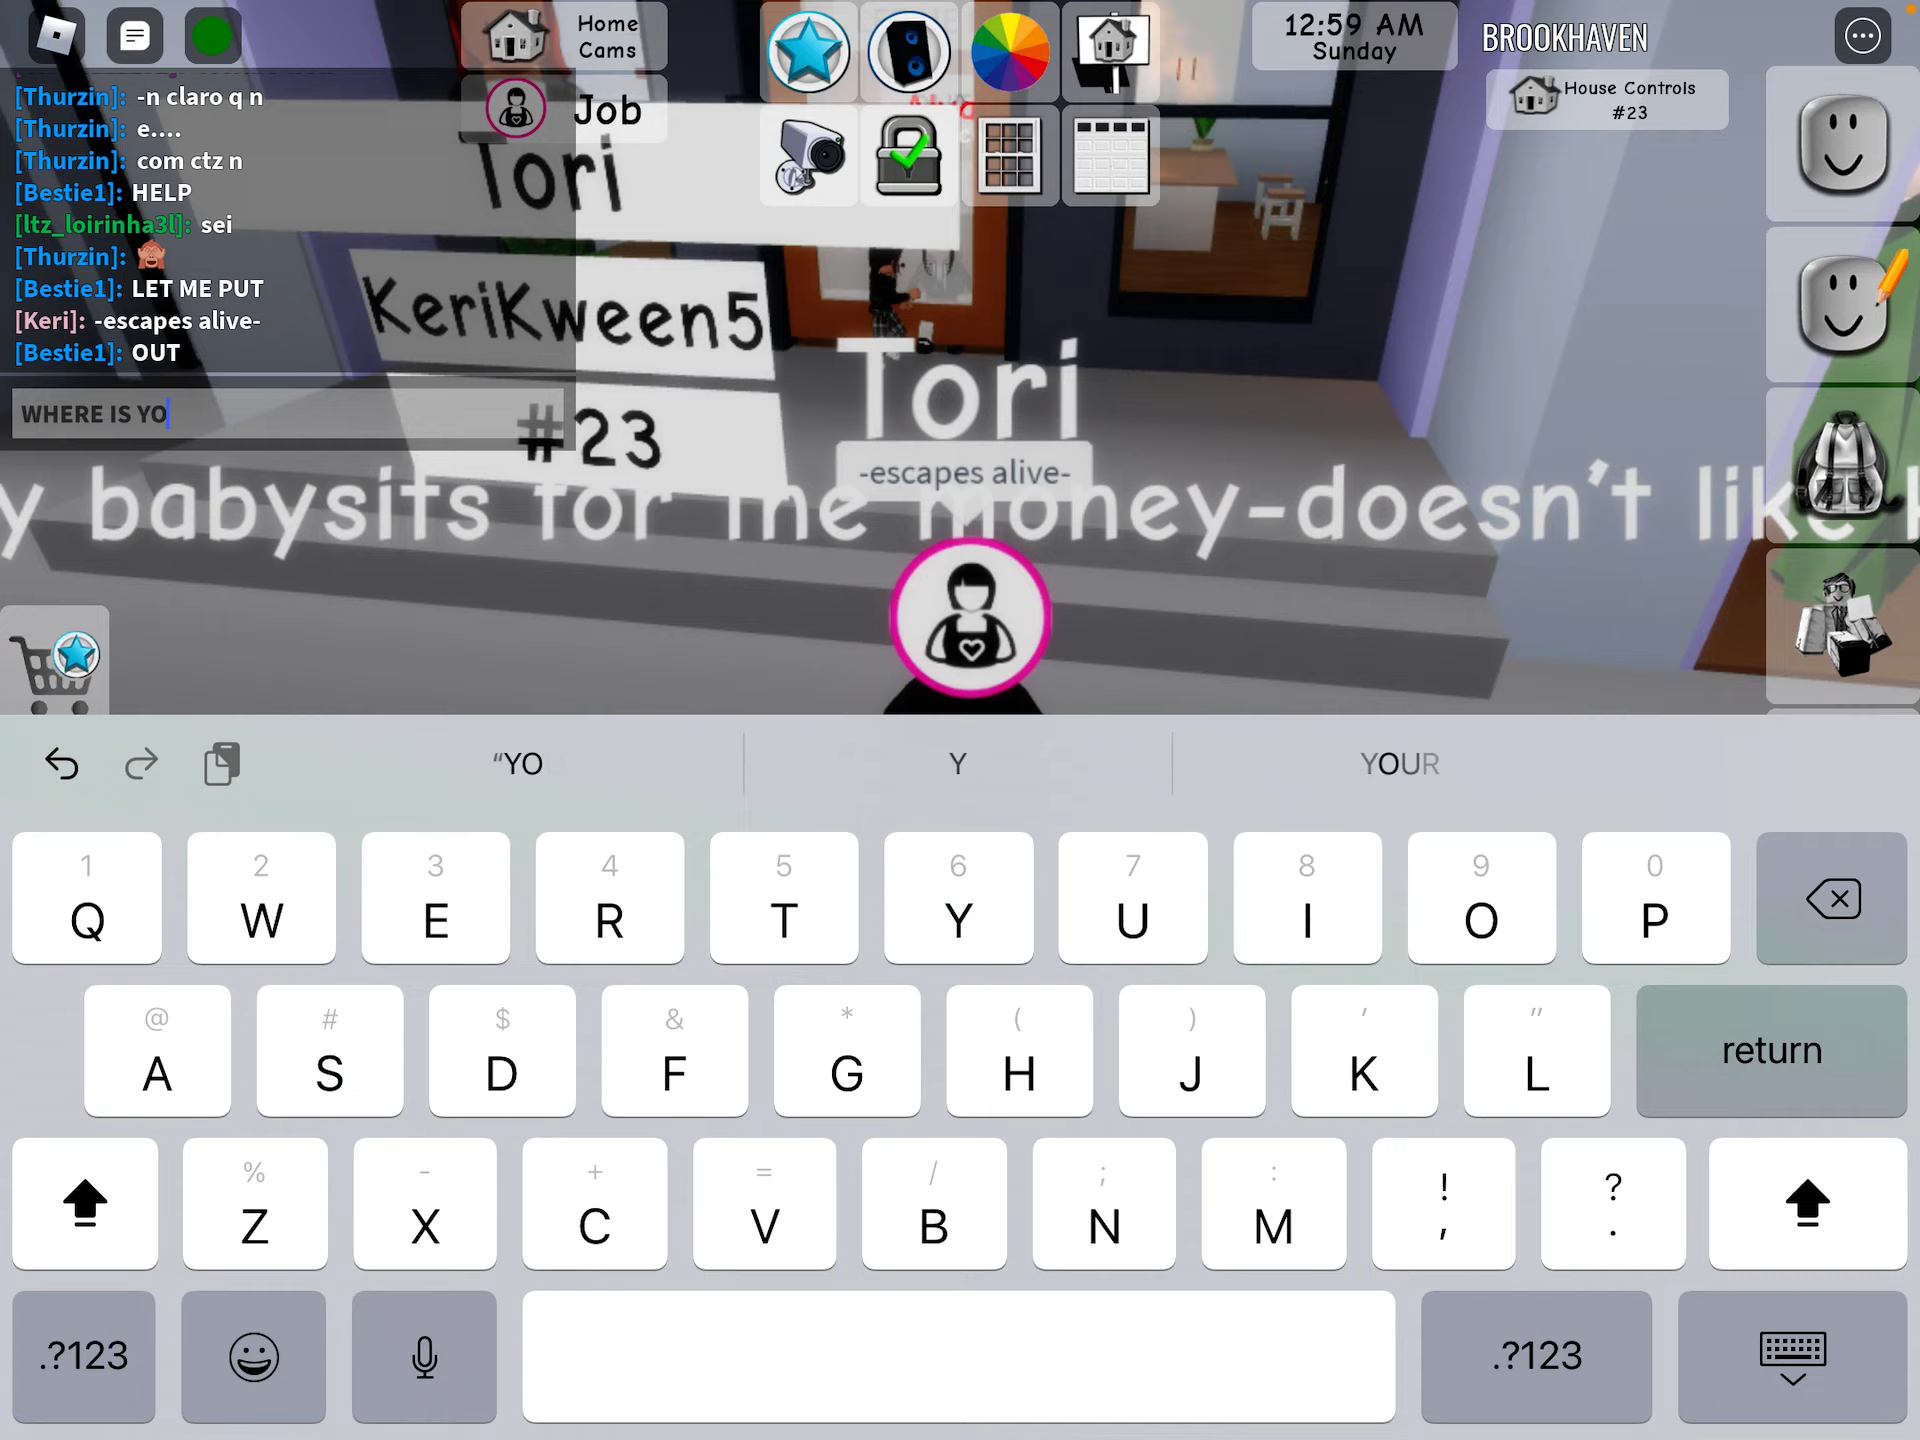 Home
Cams
12:59 AM
Sunday
BROOKHAVEN
House Controls
#23
Job
[Thurzin]: -n claro q n
[Thurzin]: e....
[Thurzin]: com ctz n
[Bestie1]: HELP
[ltz_loirinha3l]: sei
[Thurzin]: 🙈
[Bestie1]: LET ME PUT
[Keri]: -escapes alive-
[Bestie1]: OUT
WHERE IS YO
Tori
KeriKween5
#23
Tori
-escapes alive-
y babysits for the money-doesn't like
"YO
Y
YOUR
1 2 3 4 5 6 7 8 9 0
Q W E R T Y U I O P
@ # $ & * ( ) ' "
A S D F G H J K L return
% - + = / ; : ! ?
Z X C V B N M , .
.?123 .?123